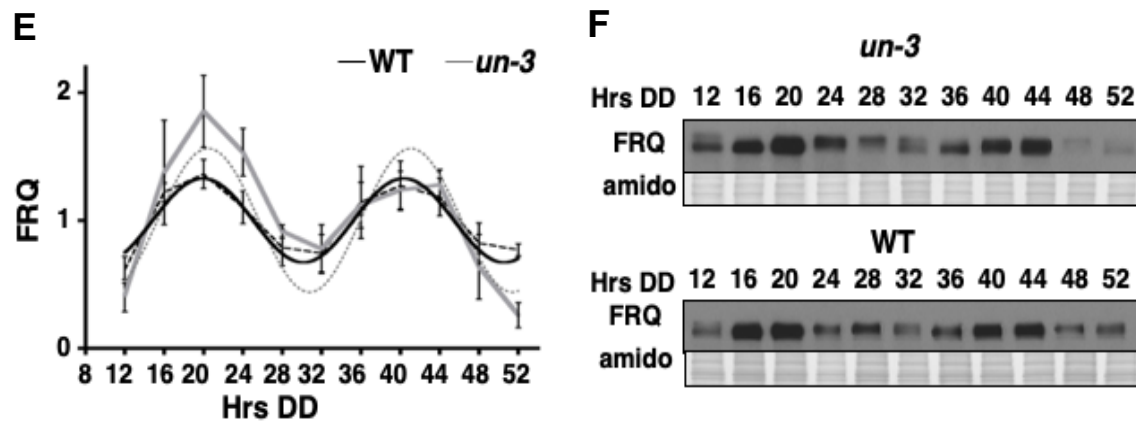 E
WT un-3
2
1
0
FRQ
8 12 16 20 24 28 32 36 40 44 48 52
Hrs DD
F
un-3
Hrs DD 12 16 20 24 28 32 36 40 44 48 52
FRQ
amido
WT
Hrs DD 12 16 20 24 28 32 36 40 44 48 52
FRQ
amido